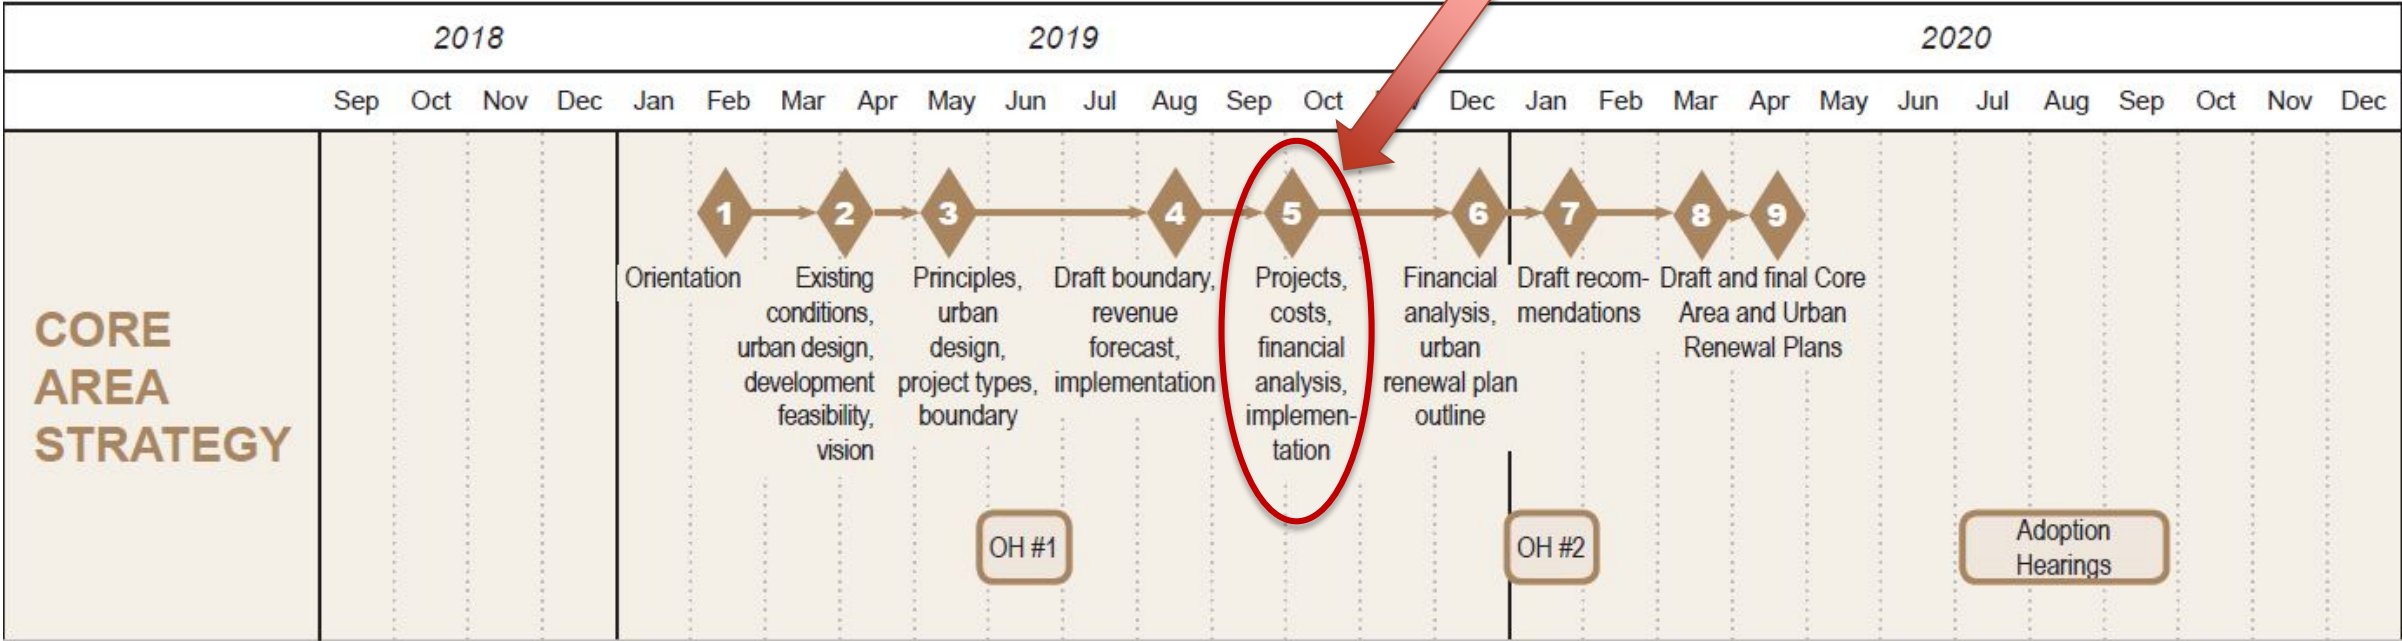 2018 2019 2020
Sep Oct Nov Dec Jan Feb Mar Apr May Jun Jul Aug Sep Oct Dec Jan Feb Mar Apr May Jun Jul Aug Sep Oct Nov Dec
CORE
AREA
STRATEGY
1 2 3 4 5 6 7 8 9
Orientation
Existing
conditions,
urban design,
development
feasibility,
vision
Principles,
urban
design,
project types,
boundary
Draft boundary,
revenue
forecast,
implementation
Projects,
costs,
financial
analysis,
implemen-
tation
Financial
analysis,
urban
renewal plan
outline
Draft recom-
mendations
Draft and final Core
Area and Urban
Renewal Plans
OH #1
OH #2
Adoption
Hearings